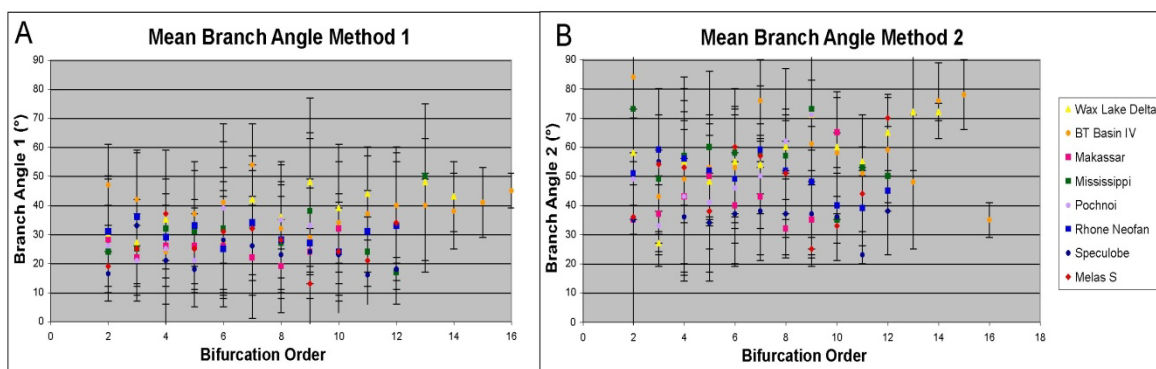 A
Mean Branch Angle Method 1
Branch Angle 1 (°)
90
80
70
60
50
40
30
20
10
0
0 2 4 6 8 10 12 14 16
Bifurcation Order
B
Mean Branch Angle Method 2
Branch Angle 2 (°)
90
80
70
60
50
40
30
20
10
0
0 2 4 6 8 10 12 14 16 18
Bifurcation Order
Wax Lake Delta
BT Basin IV
Makassar
Mississippi
Pochnoi
Rhone Neofan
Speculobe
Melas S